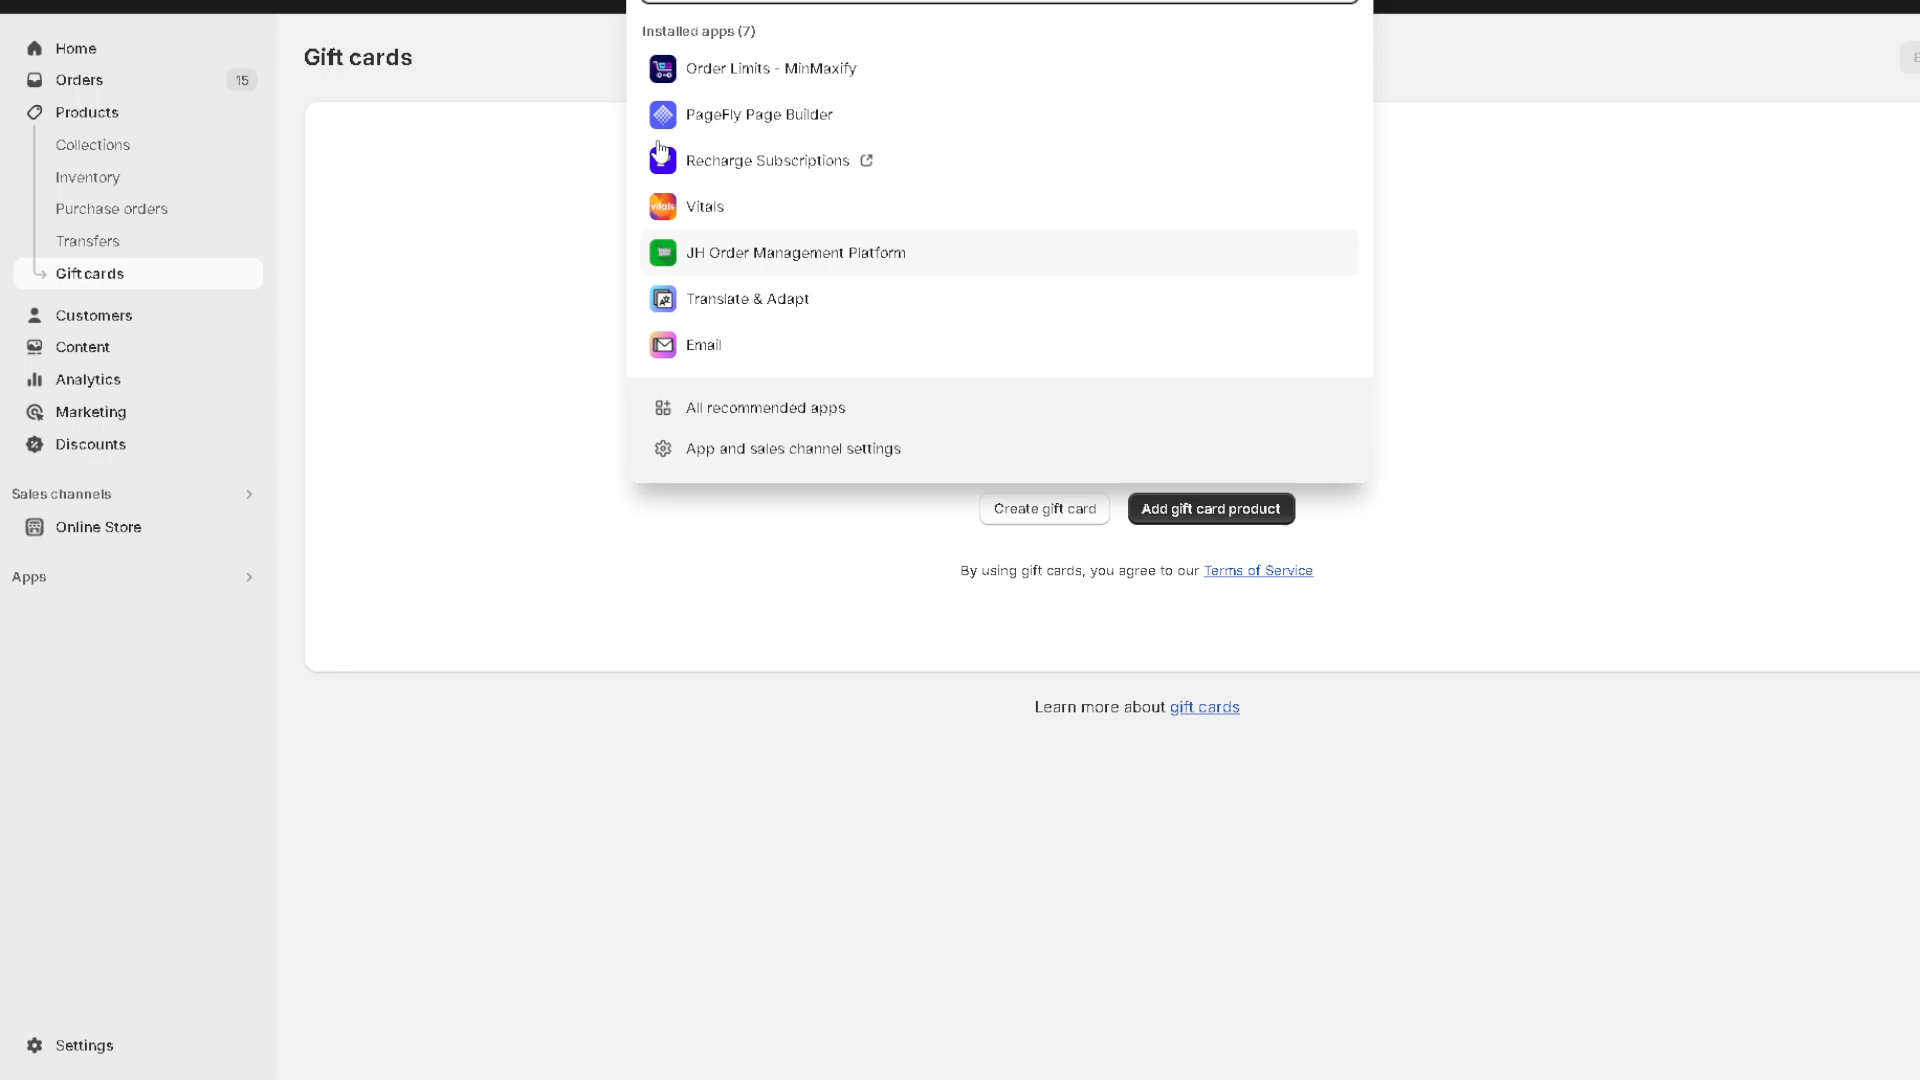 Home
Orders
15
Products
Collections
Inventory
Purchase orders
Transfers
Gift cards
Customers
Content
Analytics
Marketing
Discounts
Sales channels
Online Store
Apps
Settings
Gift cards
Installed apps (7)
Order Limits - MinMaxify
PageFly Page Builder
Recharge Subscriptions
vitals
Vitals
JH Order Management Platform
Translate & Adapt
Email
All recommended apps
App and sales channel settings
Create gift card
Add gift card product
By using gift cards, you agree to our Terms of Service
Learn more about gift cards